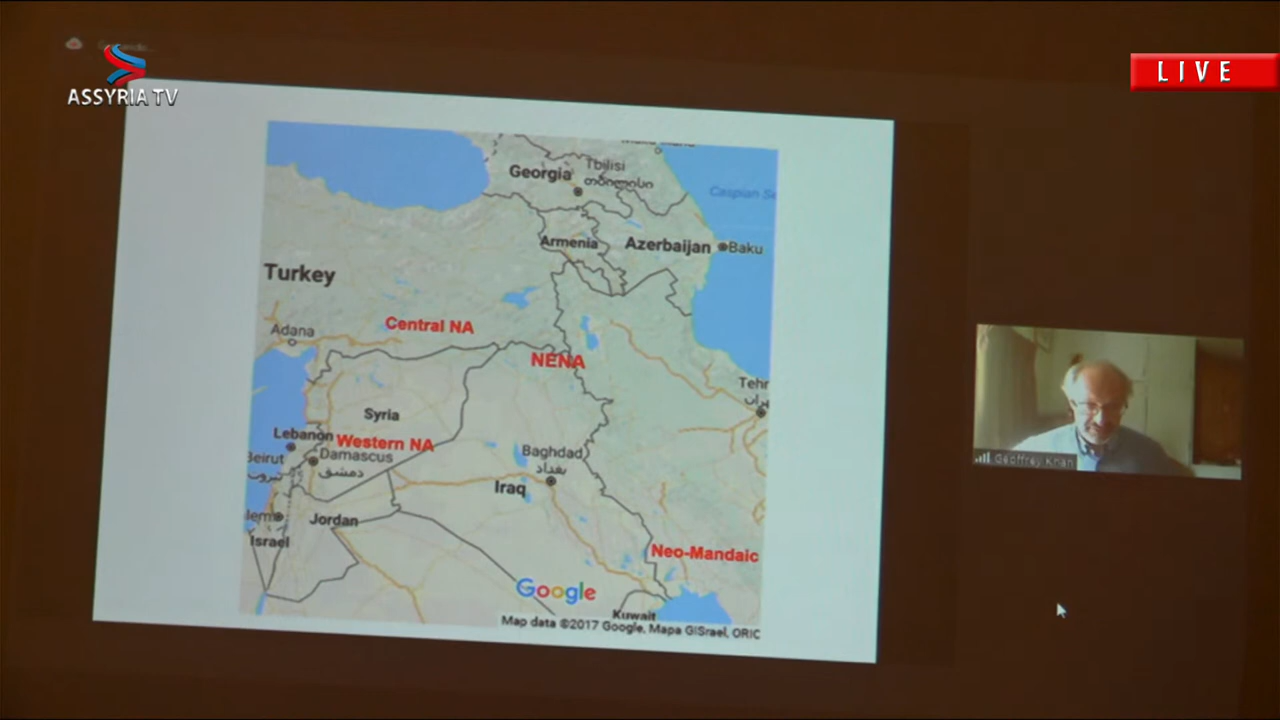 ASSYRIA TV
LIVE
Georgia
Tbilisi
თბილისი
Caspian Se
Armenia
Azerbaijan
Baku
Turkey
Adana
Central NA
NENA
Tehr
Syria
Lebanon
Western NA
Beirut
Damascus
دمشق
Baghdad
بغداد
Iraq
Jordan
Israel
Neo-Mandaic
Google
Kuwait
Map data ©2017 Google, Mapa GISrael, ORIC
Geoffrey Khan